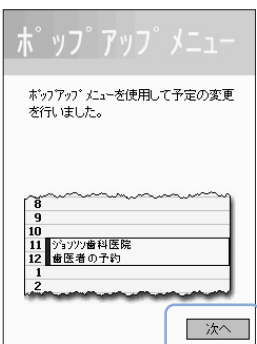 ポップアップ メニュー
ポップアップ メニューを使用して予定の変更
を行いました。
8
9
10
11 ジョンソン歯科医院
12 歯医者の予約
1
2
次へ